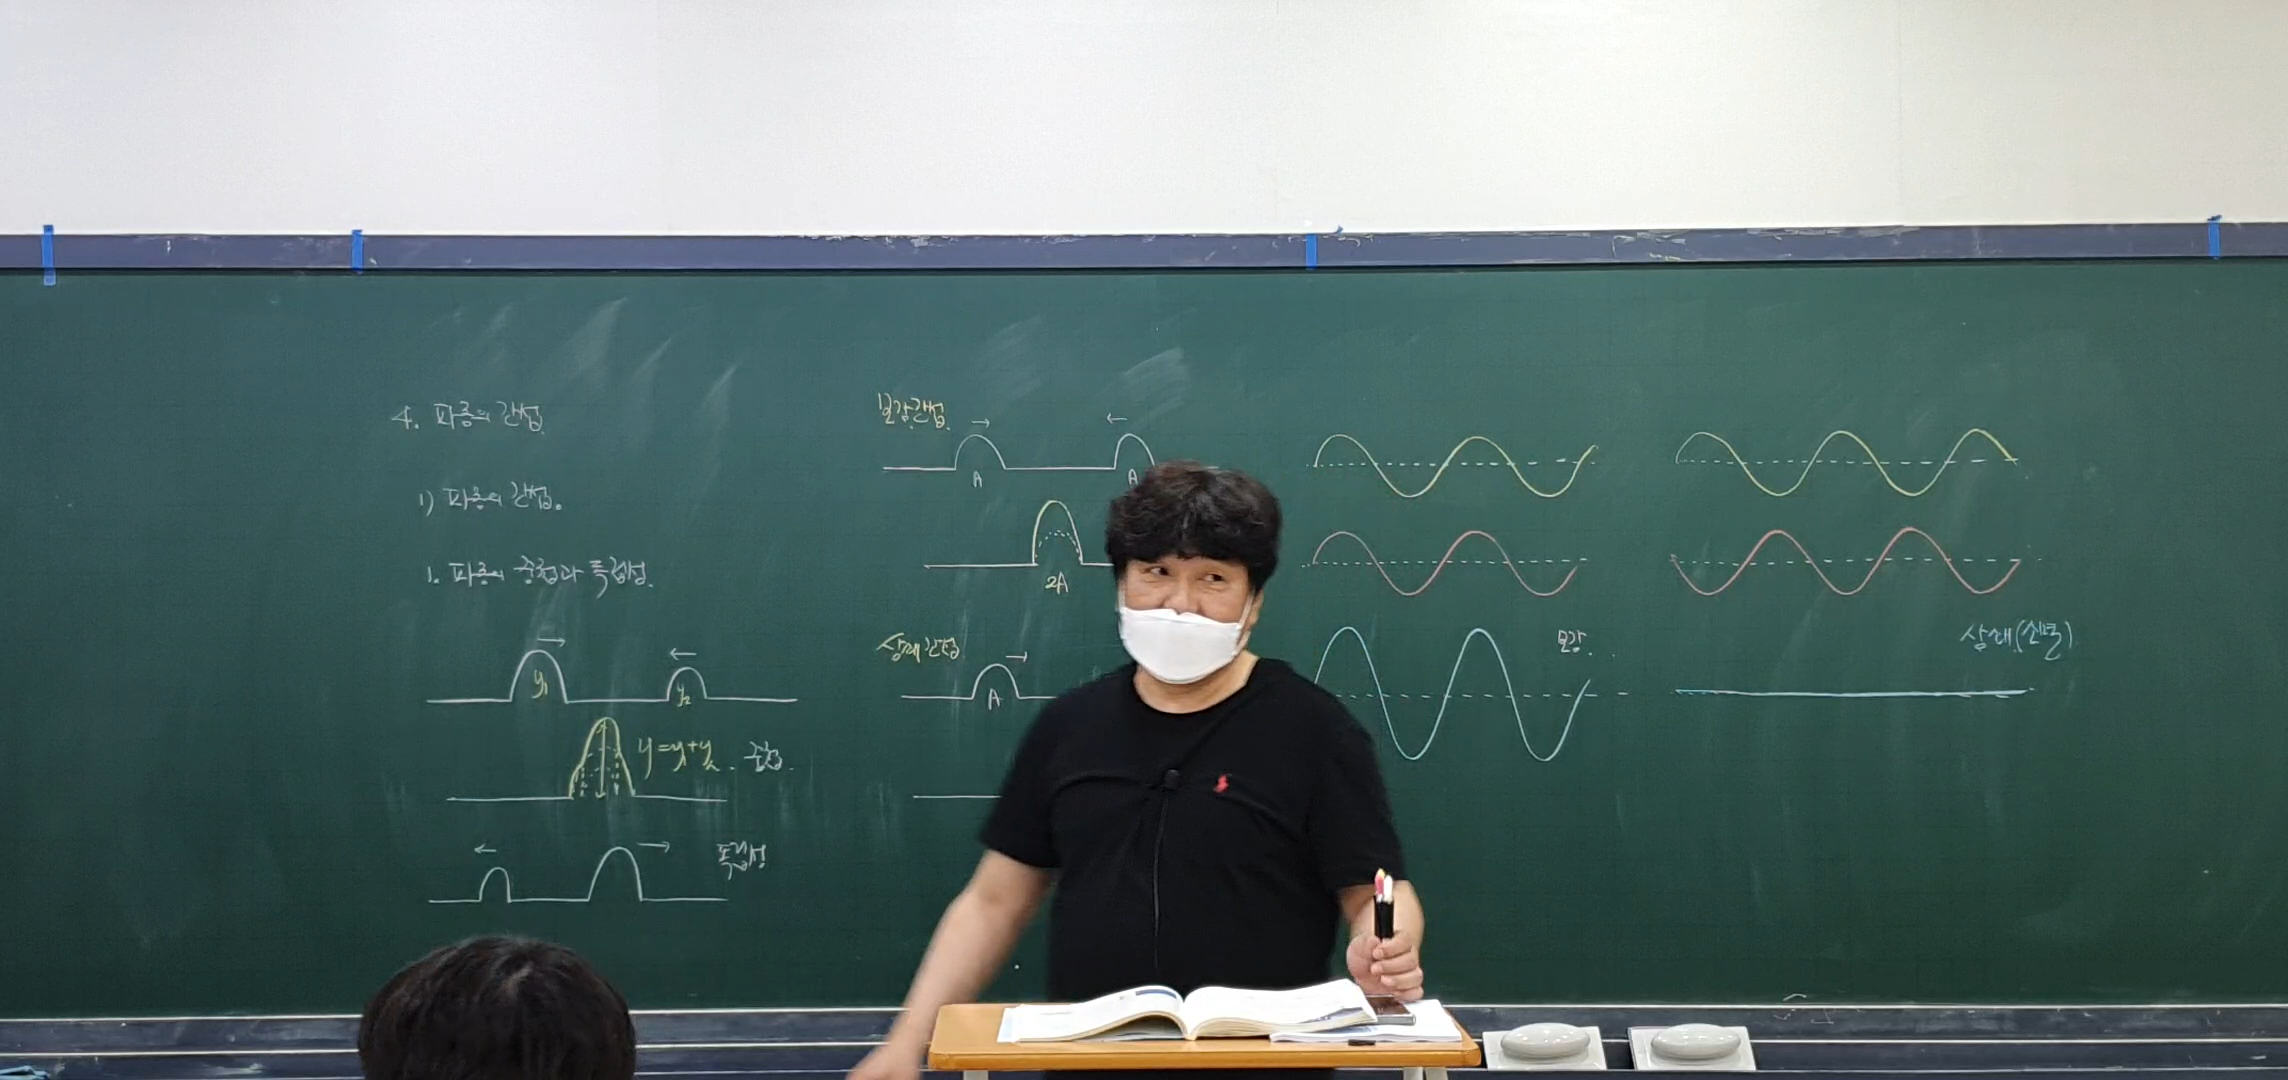 4. 파동의 간섭.
1) 파동의 간섭.
1. 파동의 중첩과 독립성.
y₁
y₂
y=y₁+y₂. 중첩.
독립성
보강간섭.
A
A
2A
상쇄간섭.
A
보강.
상쇄.(소멸)